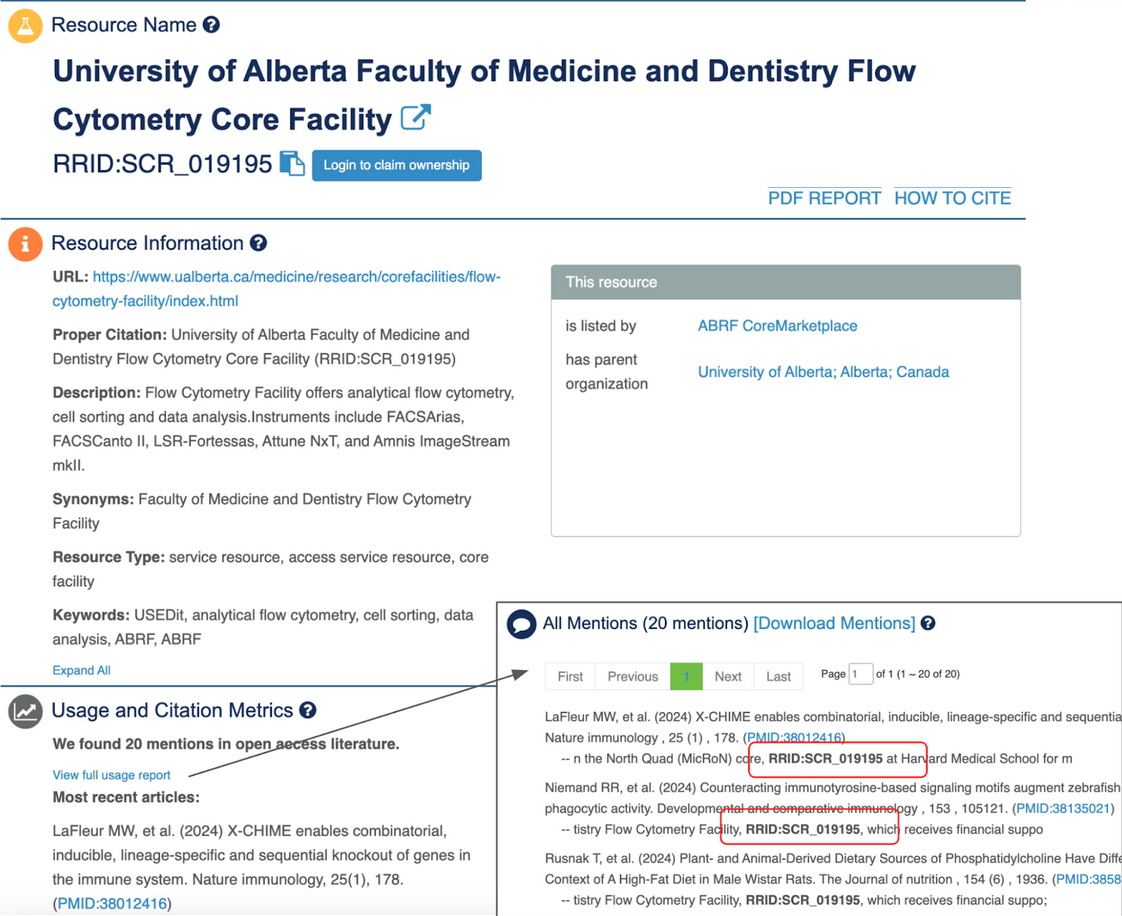 Resource Name
University of Alberta Faculty of Medicine and Dentistry Flow
Cytometry Core Facility
RRID:SCR_019195 Login to claim ownership
PDF REPORT HOW TO CITE
Resource Information
URL: https://www.ualberta.ca/medicine/research/corefacilities/flow-
cytometry-facility/index.html
Proper Citation: University of Alberta Faculty of Medicine and
Dentistry Flow Cytometry Core Facility (RRID:SCR_019195)
Description: Flow Cytometry Facility offers analytical flow cytometry,
cell sorting and data analysis.Instruments include FACSArias,
FACSCanto II, LSR-Fortessas, Attune NxT, and Amnis ImageStream
mkII.
Synonyms: Faculty of Medicine and Dentistry Flow Cytometry
Facility
Resource Type: service resource, access service resource, core
facility
Keywords: USEDit, analytical flow cytometry, cell sorting, data
analysis, ABRF, ABRF
Expand All
This resource
is listed by ABRF CoreMarketplace
has parent
organization University of Alberta; Alberta; Canada
Usage and Citation Metrics
We found 20 mentions in open access literature.
View full usage report
Most recent articles:
LaFleur MW, et al. (2024) X-CHIME enables combinatorial,
inducible, lineage-specific and sequential knockout of genes in
the immune system. Nature immunology, 25(1), 178.
(PMID:38012416)
All Mentions (20 mentions) [Download Mentions]
First Previous 1 Next Last Page 1 of 1 (1 ~ 20 of 20)
LaFleur MW, et al. (2024) X-CHIME enables combinatorial, inducible, lineage-specific and sequentia
Nature immunology , 25 (1) , 178. (PMID:38012416)
-- n the North Quad (MicRoN) core, RRID:SCR_019195 at Harvard Medical School for m
Niemand RR, et al. (2024) Counteracting immunotyrosine-based signaling motifs augment zebrafish
phagocytic activity. Developmental and comparative immunology , 153 , 105121. (PMID:38135021)
-- tistry Flow Cytometry Facility, RRID:SCR_019195, which receives financial suppo
Rusnak T, et al. (2024) Plant- and Animal-Derived Dietary Sources of Phosphatidylcholine Have Diffe
Context of A High-Fat Diet in Male Wistar Rats. The Journal of nutrition , 154 (6) , 1936. (PMID:3858
-- tistry Flow Cytometry Facility, RRID:SCR_019195, which receives financial suppo;